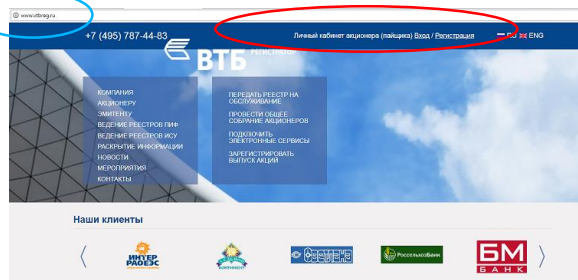 www.vtbreg.ru
+7 (495) 787-44-83
Личный кабинет акционера (пайщика) Вход / Регистрация
RU ENG
ВТБ РЕГИСТРАТОР
КОМПАНИЯ
АКЦИОНЕРУ
ЭМИТЕНТУ
ВЕДЕНИЕ РЕЕСТРОВ ПИФ
ВЕДЕНИЕ РЕЕСТРОВ ИСУ
РАСКРЫТИЕ ИНФОРМАЦИИ
НОВОСТИ
МЕРОПРИЯТИЯ
КОНТАКТЫ
ПЕРЕДАТЬ РЕЕСТР НА
ОБСЛУЖИВАНИЕ
ПРОВЕСТИ ОБЩЕЕ
СОБРАНИЕ АКЦИОНЕРОВ
ПОДКЛЮЧИТЬ
ЭЛЕКТРОННЫЕ СЕРВИСЫ
ЗАРЕГИСТРИРОВАТЬ
ВЫПУСК АКЦИЙ
Наши клиенты
ИНТЕР
РАОЕЭС
КОНТИНЕНТ
РоссельхозБанк
БМ
БАНК